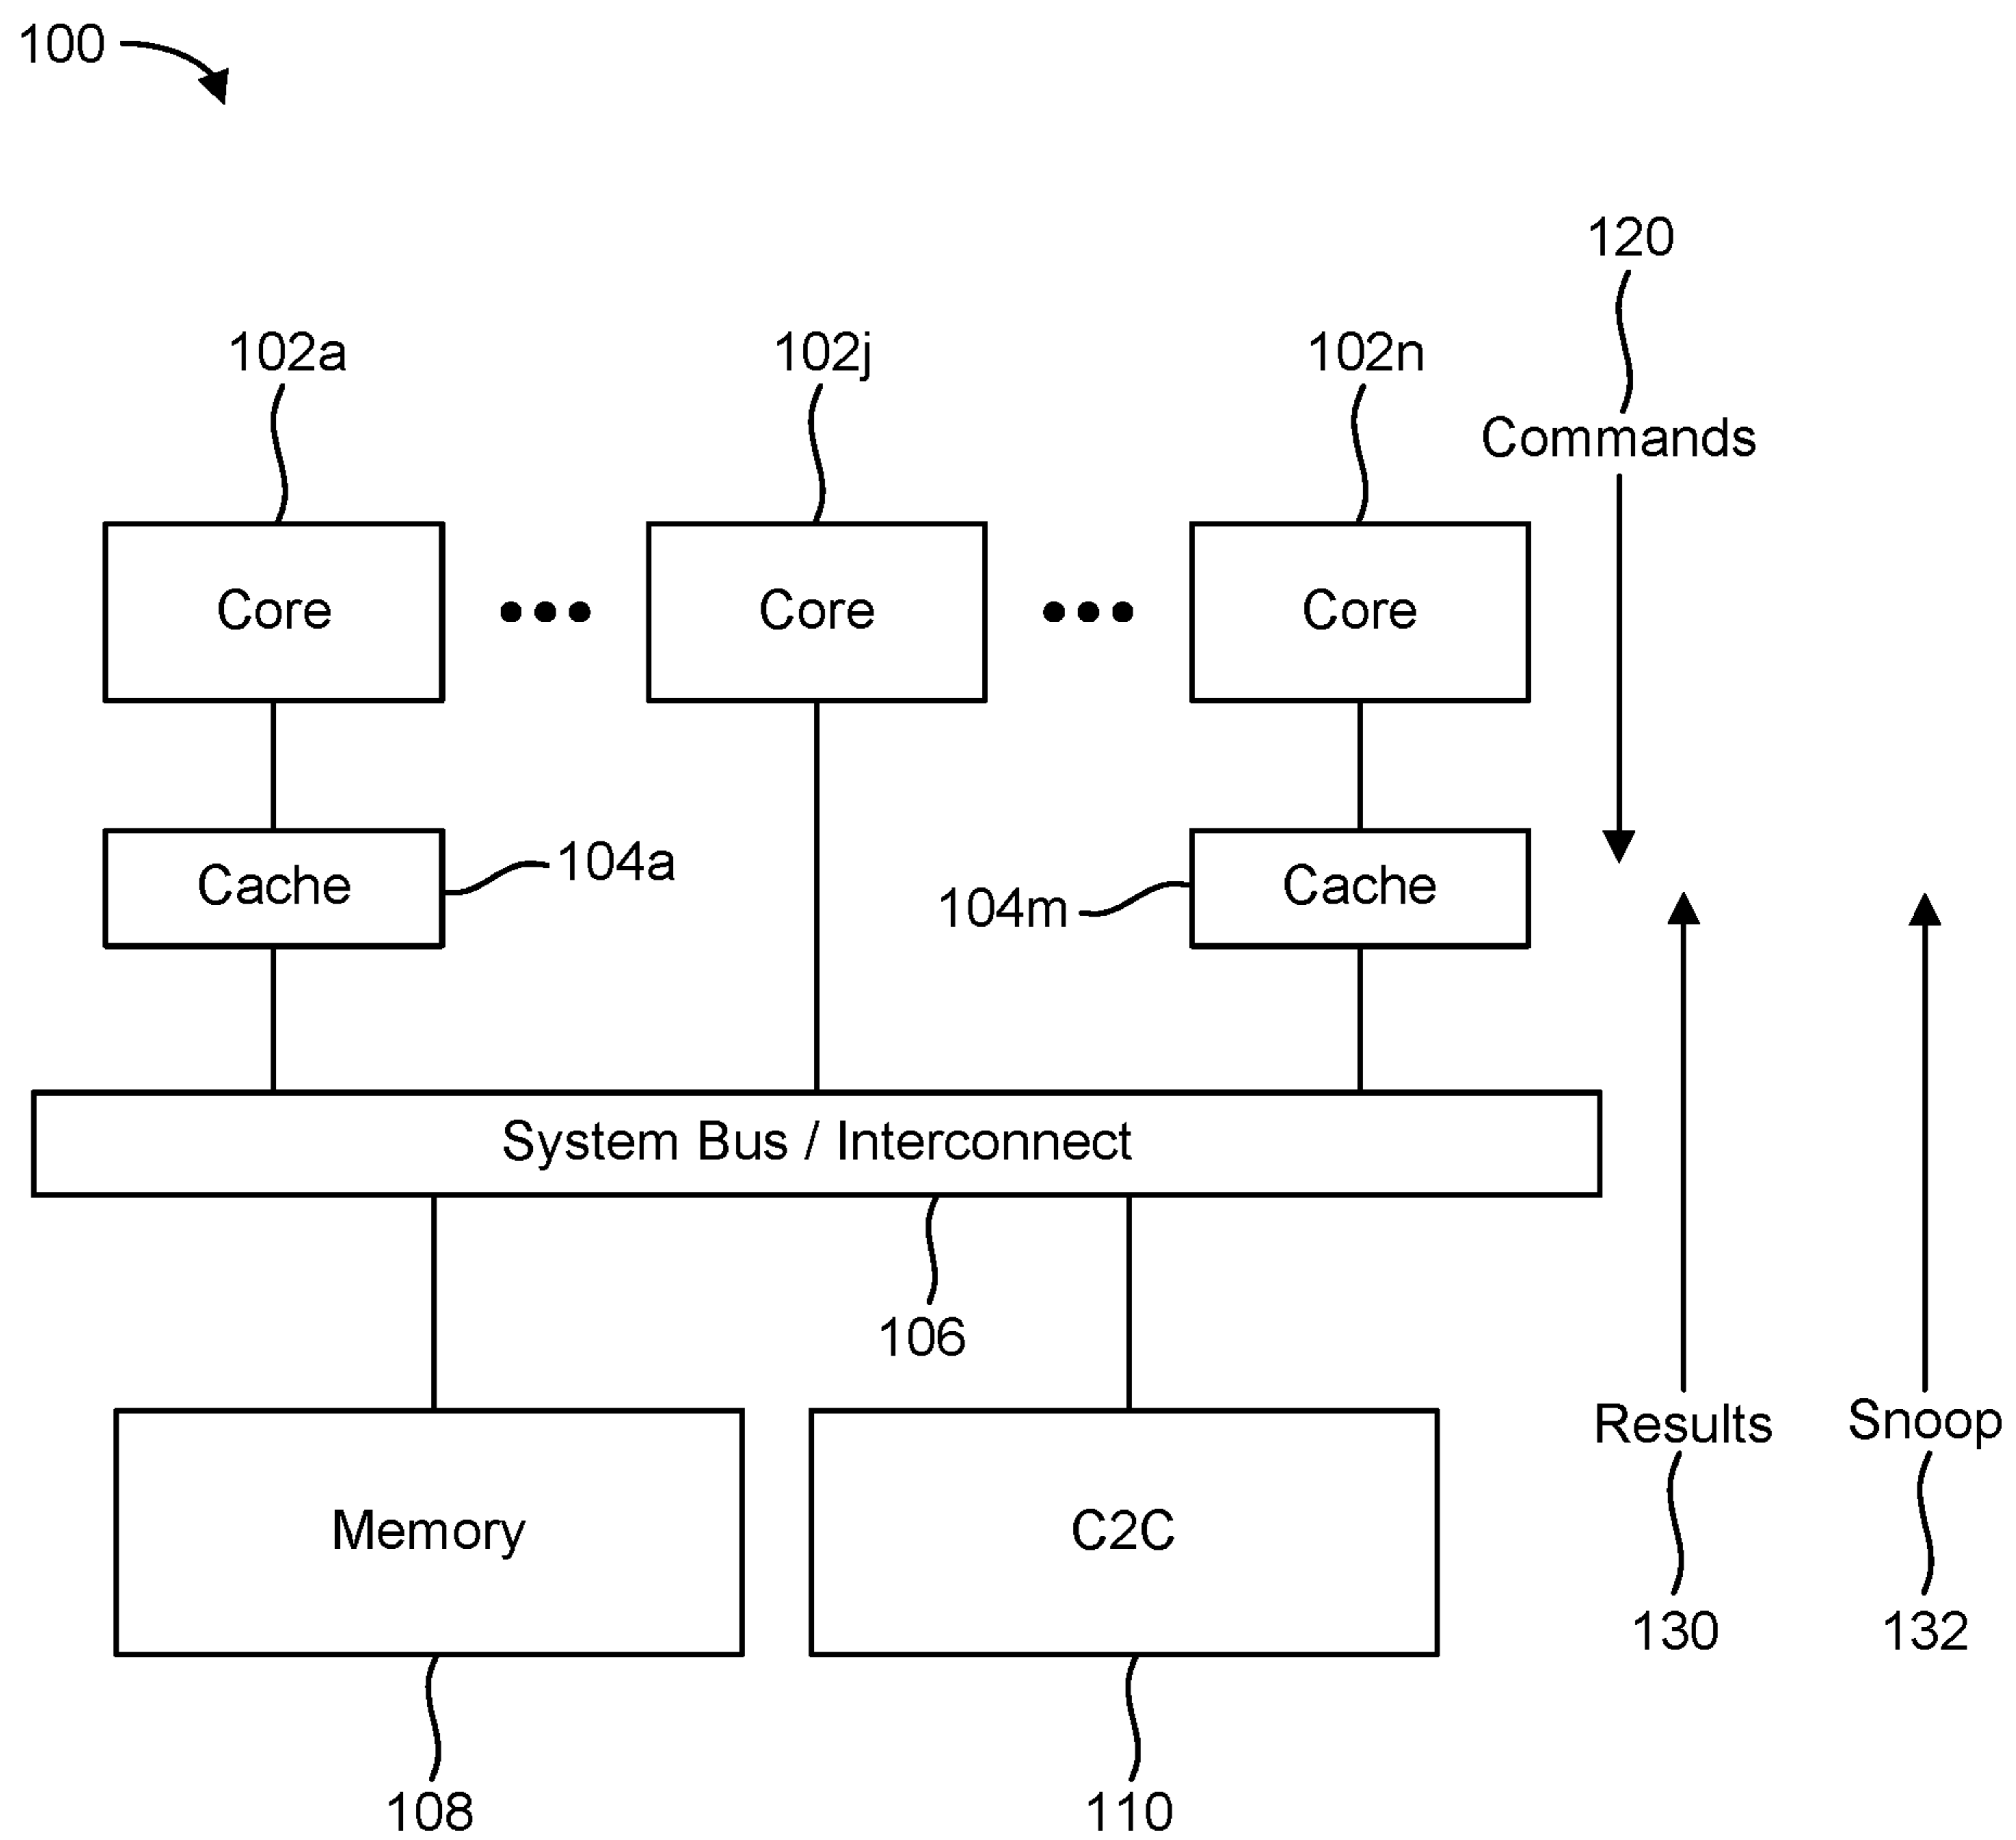 100
120
102a 102j 102n
Commands
Core Core Core
Cache 104a 104m Cache
System Bus / Interconnect
106
Results Snoop
Memory C2C
130 132
108 110